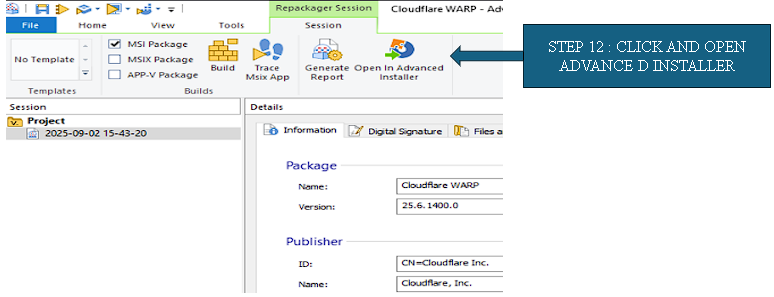 Repackager Session
Cloudflare WARP - Adv
File
Home
View
Tools
Session
No Template
Templates
MSI Package
MSIX Package
APP-V Package
Build
Trace
Msix App
Builds
Generate
Report
Open In Advanced
Installer
STEP 12 : CLICK AND OPEN
ADVANCE D INSTALLER
Session
Project
2025-09-02 15-43-20
Details
Information
Digital Signature
Files a
Package
Name:
Cloudflare WARP
Version:
25.6.1400.0
Publisher
ID:
CN=Cloudflare Inc.
Name:
Cloudflare, Inc.